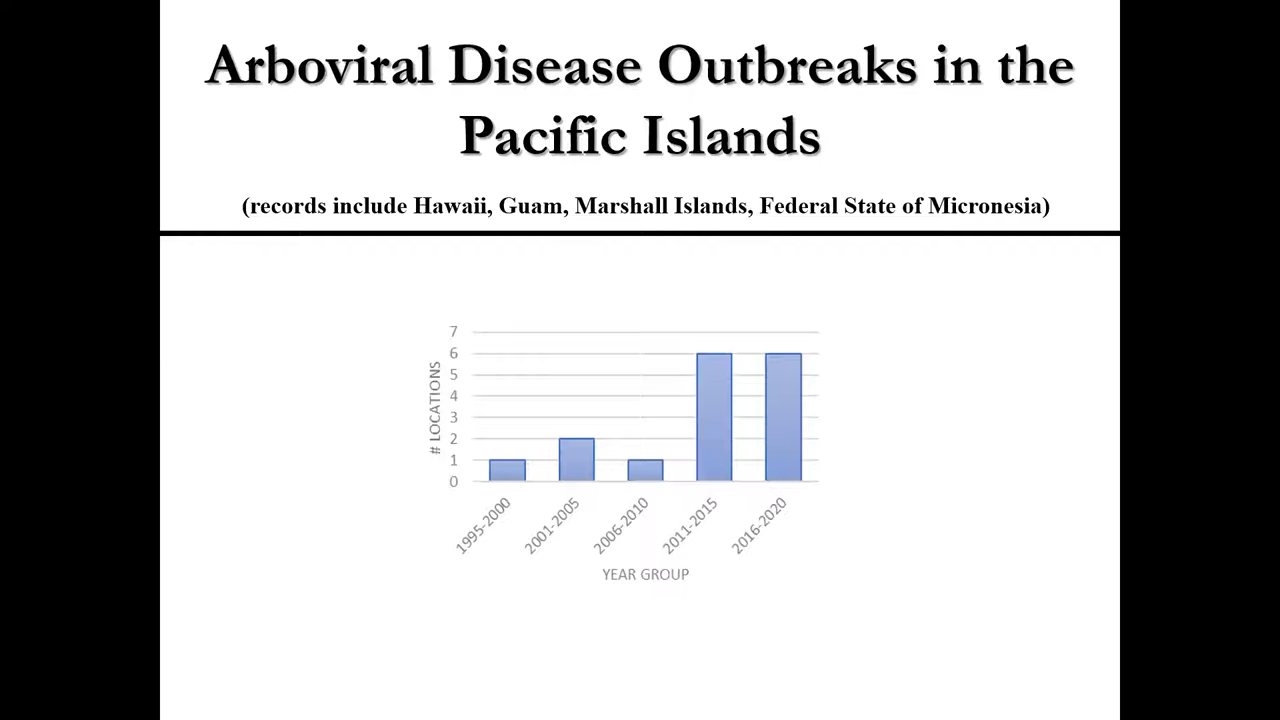 Arboviral Disease Outbreaks in the
Pacific Islands
(records include Hawaii, Guam, Marshall Islands, Federal State of Micronesia)
# LOCATIONS
7
6
5
4
3
2
1
0
1995-2000
2001-2005
2006-2010
2011-2015
2016-2020
YEAR GROUP